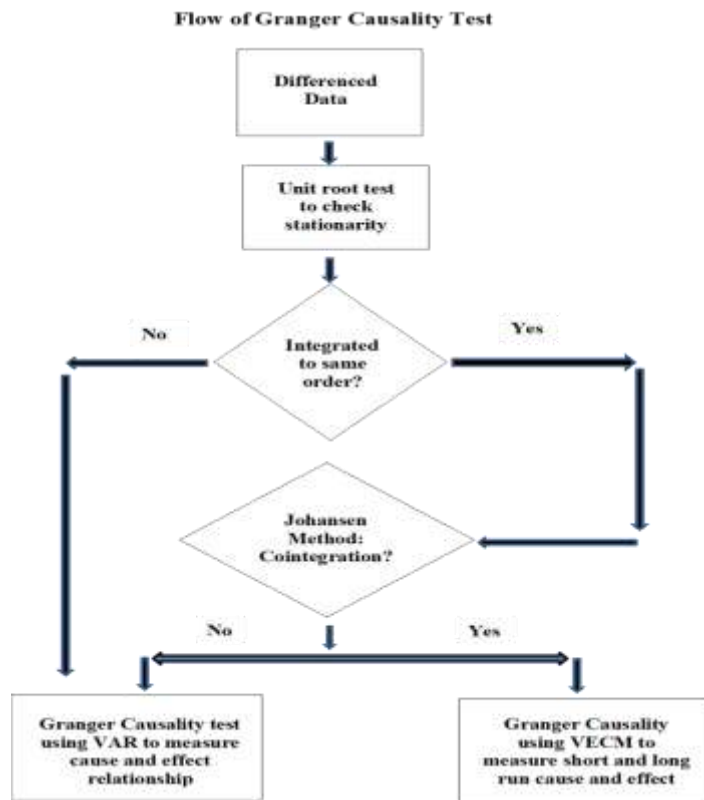 Flow of Granger Causality Test
Differenced
Data
Unit root test
to check
stationarity
No
Yes
Integrated
to same
order?
Johansen
Method:
Cointegration?
No
Yes
Granger Causality test
using VAR to measure
cause and effect
relationship
Granger Causality
using VECM to
measure short and long
run cause and effect